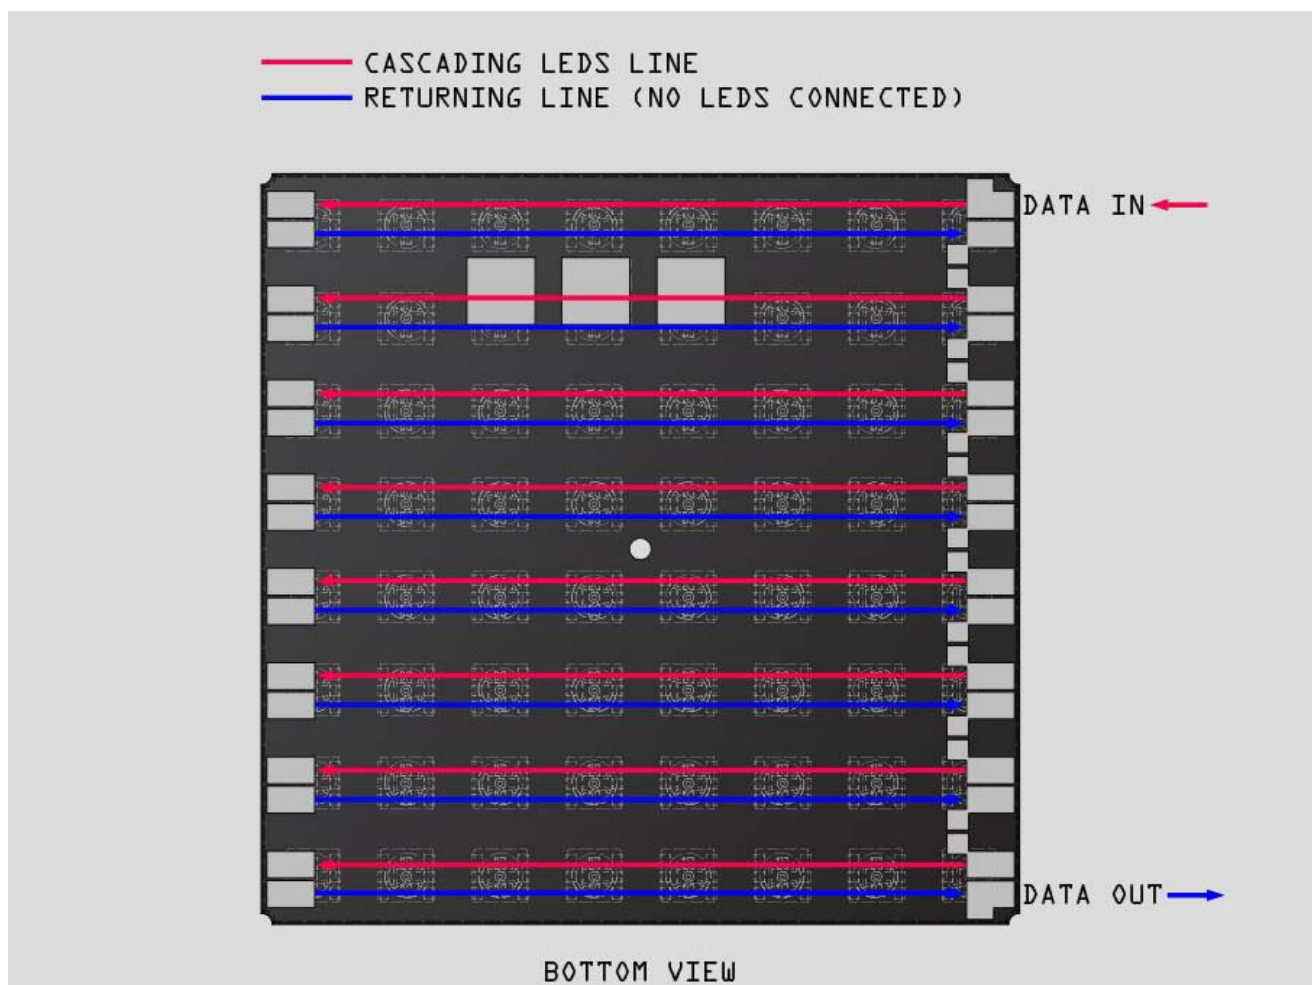 CASCADING LEDS LINE
RETURNING LINE (NO LEDS CONNECTED)
DATA IN
DATA OUT
BOTTOM VIEW